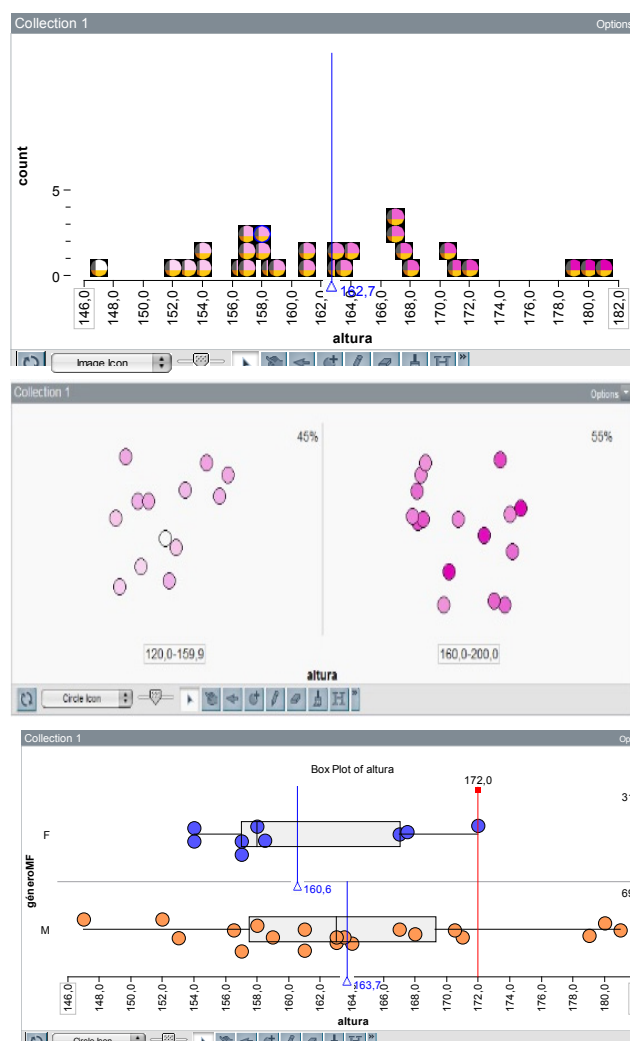 Collection 1 Options
count
5
0
162,7
146,0 148,0 150,0 152,0 154,0 156,0 158,0 160,0 162,0 164,0 166,0 168,0 170,0 172,0 174,0 176,0 178,0 180,0 182,0
altura
Image Icon
Collection 1 Options
45% 55%
120,0-159,9 160,0-200,0
altura
Circle Icon
Collection 1 Op
Box Plot of altura
172,0
31
F
160,6
géneroMF
69
M
163,7
146,0 148,0 150,0 152,0 154,0 156,0 158,0 160,0 162,0 164,0 166,0 168,0 170,0 172,0 174,0 176,0 178,0 180,0
altura
Circle Icon